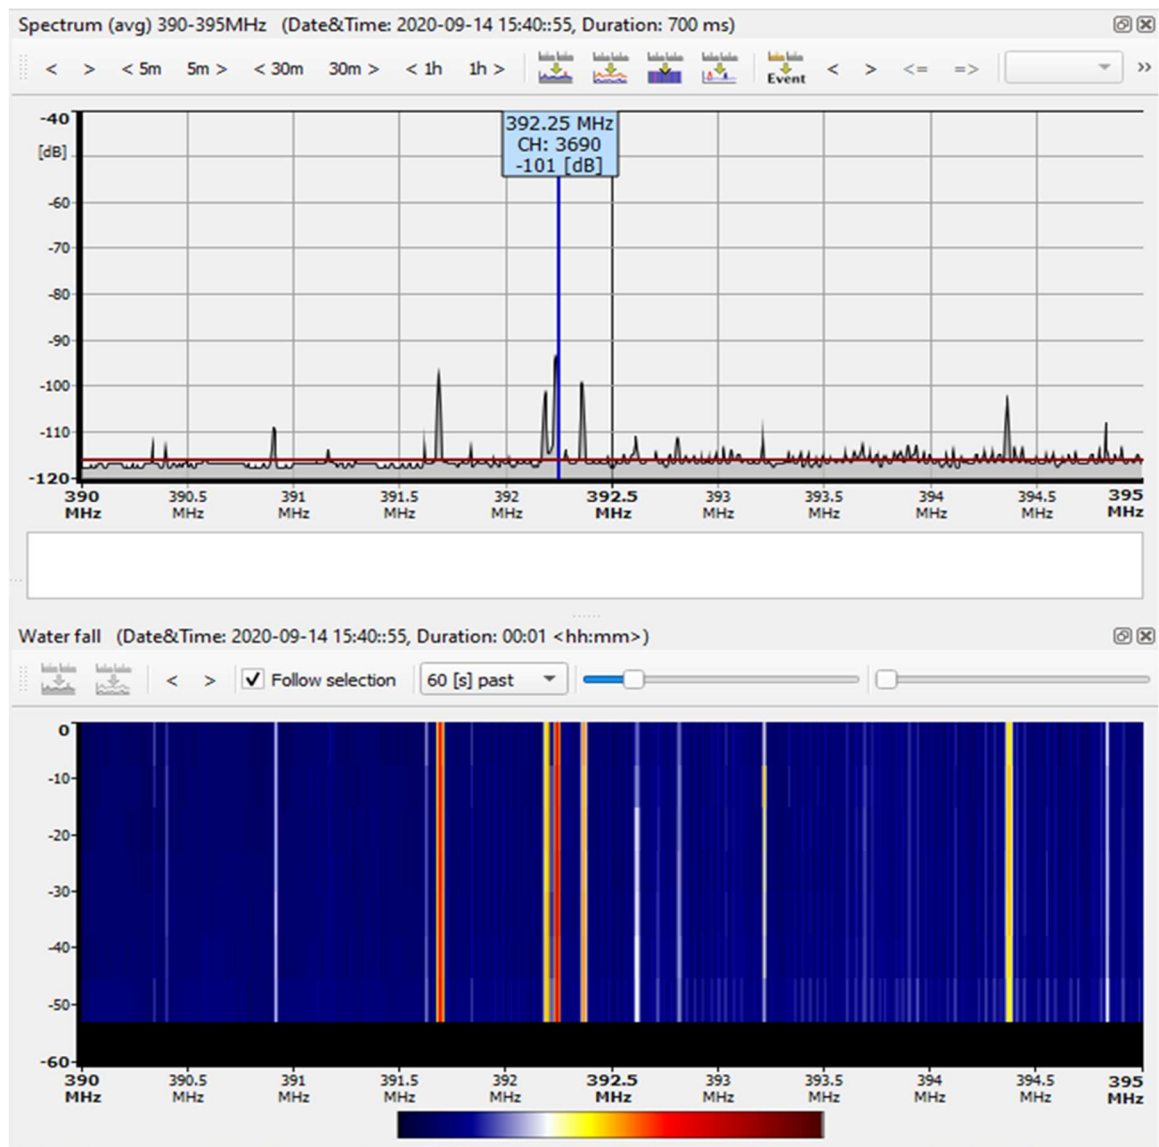 Spectrum (avg) 390-395MHz (Date&Time: 2020-09-14 15:40::55, Duration: 700 ms)
< > < 5m 5m > < 30m 30m > < 1h 1h > Event < > <= => »
-40
[dB]
392.25 MHz
CH: 3690
-101 [dB]
-60
-70
-80
-90
-100
-110
-120
390 390.5 391 391.5 392 392.5 393 393.5 394 394.5 395
MHz MHz MHz MHz MHz MHz MHz MHz MHz MHz MHz
Water fall (Date&Time: 2020-09-14 15:40::55, Duration: 00:01 <hh:mm>)
< > Follow selection 60 [s] past
0
-10
-20
-30
-40
-50
-60
390 390.5 391 391.5 392 392.5 393 393.5 394 394.5 395
MHz MHz MHz MHz MHz MHz MHz MHz MHz MHz MHz